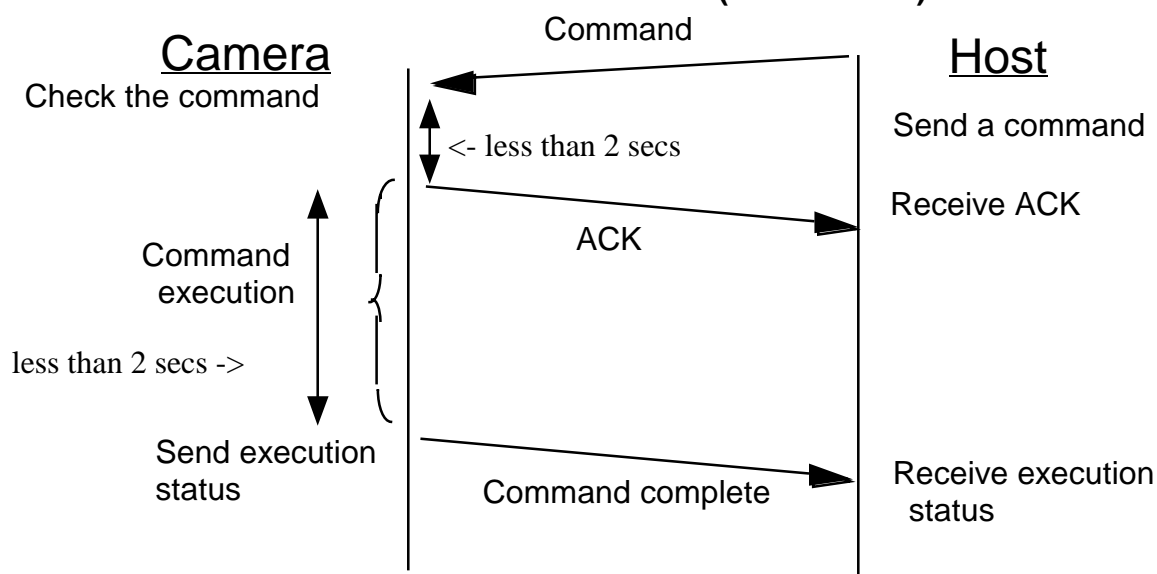 Command
Camera
Host
Check the command
Send a command
<- less than 2 secs
Receive ACK
ACK
Command
execution
less than 2 secs ->
Send execution
status
Command complete
Receive execution
status